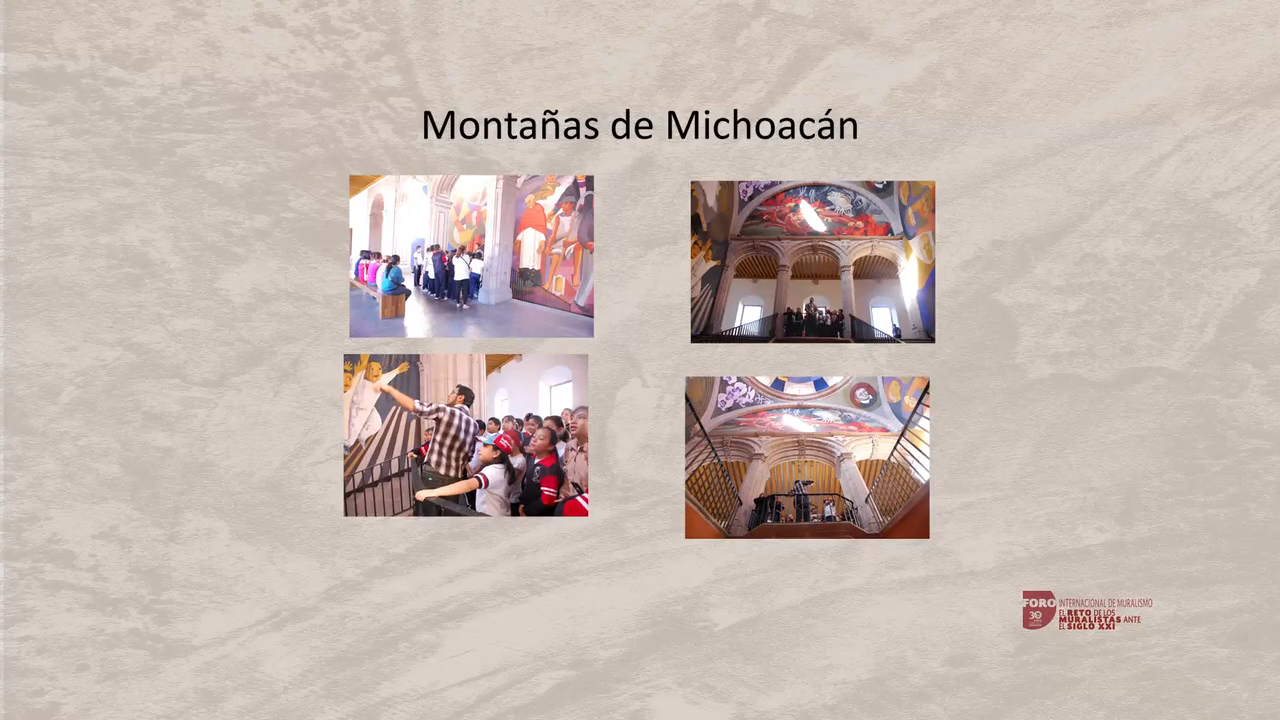 Montañas de Michoacán
FORO
30
INTERNACIONAL DE MURALISMO
EL RETO DE LOS
MURALISTAS ANTE
EL SIGLO XXI